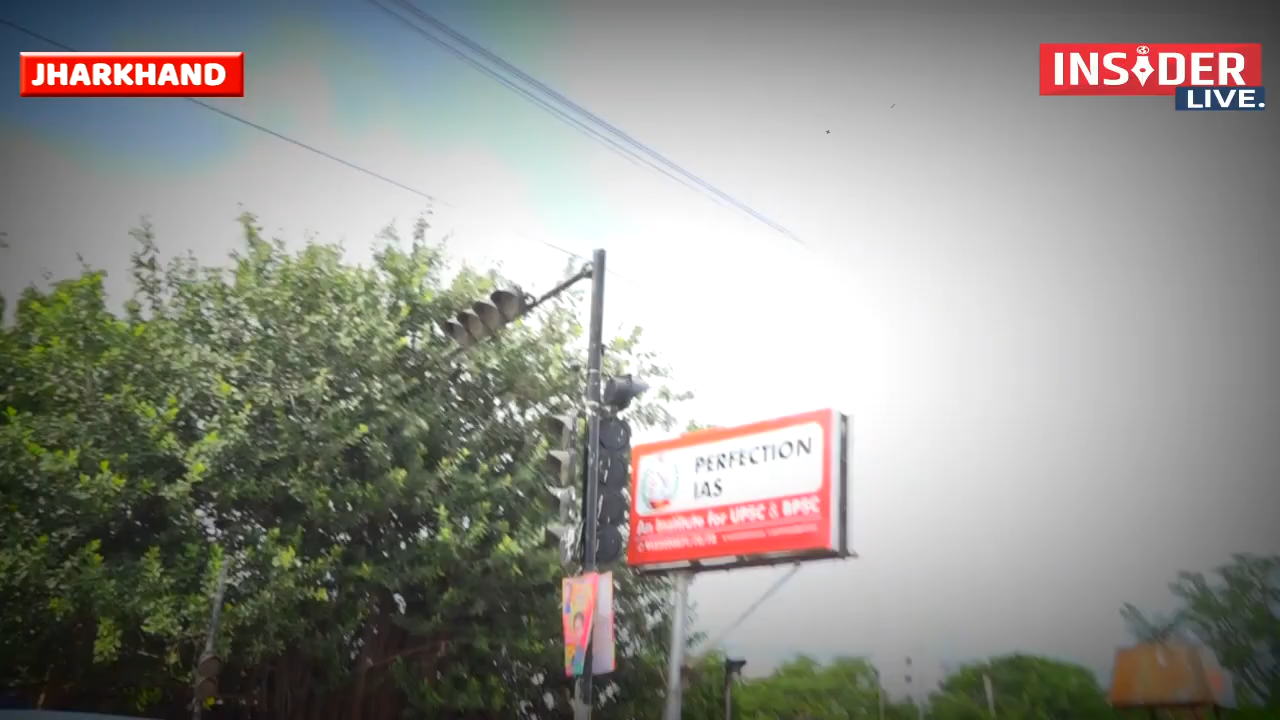 JHARKHAND
INSIDER
LIVE.
PERFECTION
IAS
An Institute for UPSC & BPSC